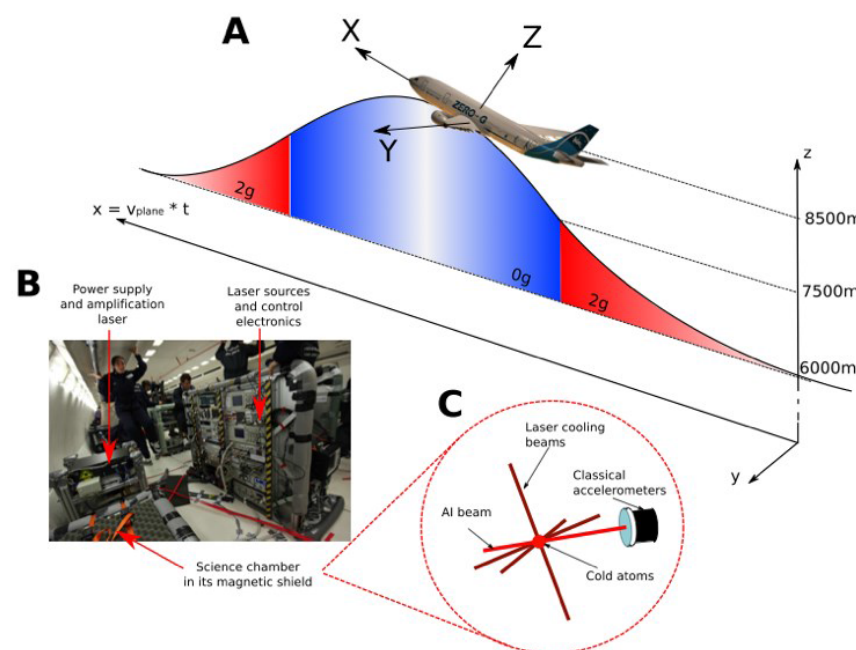 A
X
Z
ZERO-G
Y
z
2g
x = vplane * t
8500m
0g
7500m
2g
6000m
y
B
Power supply
and amplification
laser
Laser sources
and control
electronics
Science chamber
in its magnetic shield
C
Laser cooling
beams
Classical
accelerometers
AI beam
Cold atoms